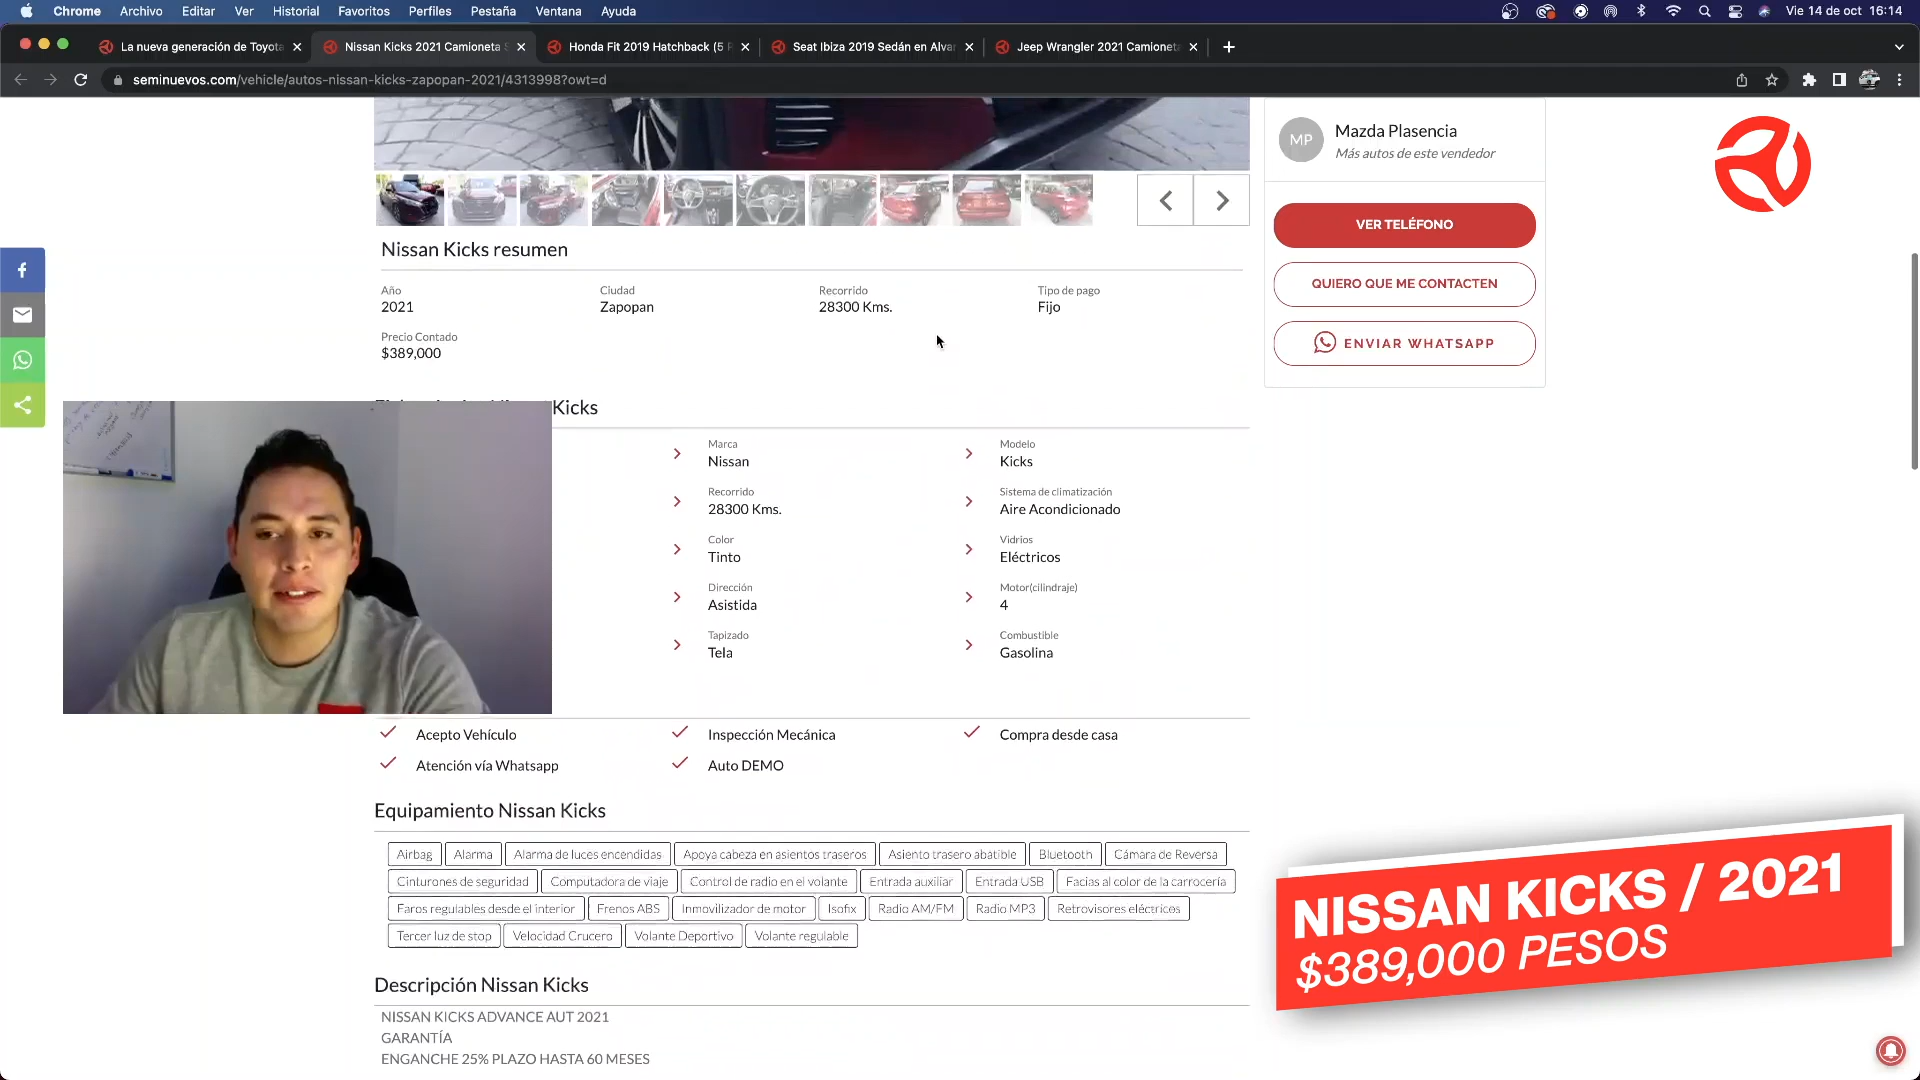 Chrome Archivo Editar Ver Historial Favoritos Perfiles Pestaña Ventana Ayuda Vie 14 de oct 16:14
La nueva generación de Toyota
Nissan Kicks 2021 Camioneta S
Honda Fit 2019 Hatchback (5 P
Seat Ibiza 2019 Sedán en Alvar
Jeep Wrangler 2021 Camioneta
seminuevos.com/vehicle/autos-nissan-kicks-zapopan-2021/4313998?owt=d
MP
Mazda Plasencia
Más autos de este vendedor
VER TELÉFONO
QUIERO QUE ME CONTACTEN
ENVIAR WHATSAPP
Nissan Kicks resumen
Año Ciudad Recorrido Tipo de pago
2021 Zapopan 28300 Kms. Fijo
Precio Contado
$389,000
Kicks
Marca Modelo
Nissan Kicks
Recorrido Sistema de climatización
28300 Kms. Aire Acondicionado
Color Vidrios
Tinto Eléctricos
Dirección Motor(cilindraje)
Asistida 4
Tapizado Combustible
Tela Gasolina
Acepto Vehículo Inspección Mecánica Compra desde casa
Atención vía Whatsapp Auto DEMO
Equipamiento Nissan Kicks
Airbag Alarma Alarma de luces encendidas Apoya cabeza en asientos traseros Asiento trasero abatible Bluetooth Cámara de Reversa
Cinturones de seguridad Computadora de viaje Control de radio en el volante Entrada auxiliar Entrada USB Facias al color de la carrocería
Faros regulables desde el interior Frenos ABS Inmovilizador de motor Isofix Radio AM/FM Radio MP3 Retrovisores eléctricos
Tercer luz de stop Velocidad Crucero Volante Deportivo Volante regulable
Descripción Nissan Kicks
NISSAN KICKS ADVANCE AUT 2021
GARANTÍA
ENGANCHE 25% PLAZO HASTA 60 MESES
NISSAN KICKS / 2021
$389,000 PESOS